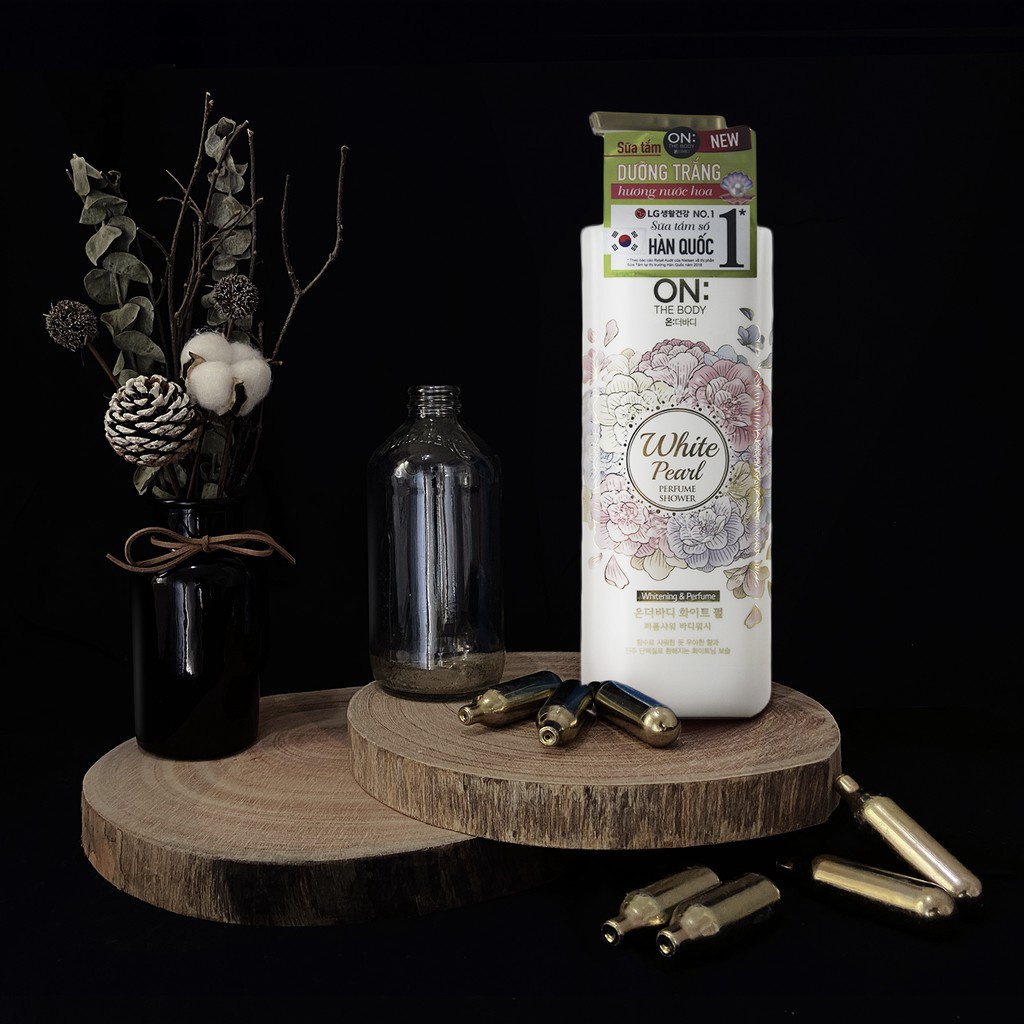 Sữa tắm
ON:
THE BODY
NEW
DƯỠNG TRẮNG
hương nước hoa
LG생활건강 NO.1
Sữa tắm số
1*
HÀN QUỐC
ON:
THE BODY
온:더바디
White
Pearl
PERFUME
SHOWER
Whitening & Perfume
온더바디 화이트 펄
퍼퓸샤워 바디워시